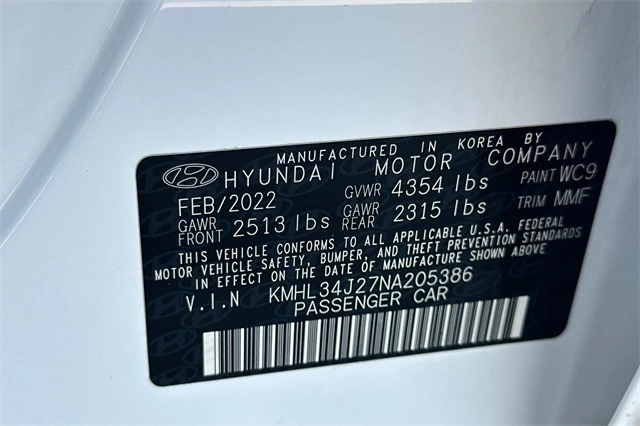 MANUFACTURED IN KOREA BY
HYUNDAI MOTOR COMPANY
FEB/2022 GVWR 4354 lbs PAINT WC9
GAWR FRONT 2513 lbs GAWR REAR 2315 lbs TRIM MMF
THIS VEHICLE CONFORMS TO ALL APPLICABLE U.S.A. FEDERAL
MOTOR VEHICLE SAFETY, BUMPER, AND THEFT PREVENTION STANDARDS
IN EFFECT ON THE DATE OF MANUFACTURE SHOWN ABOVE
V.I.N KMHL34J27NA205386
PASSENGER CAR